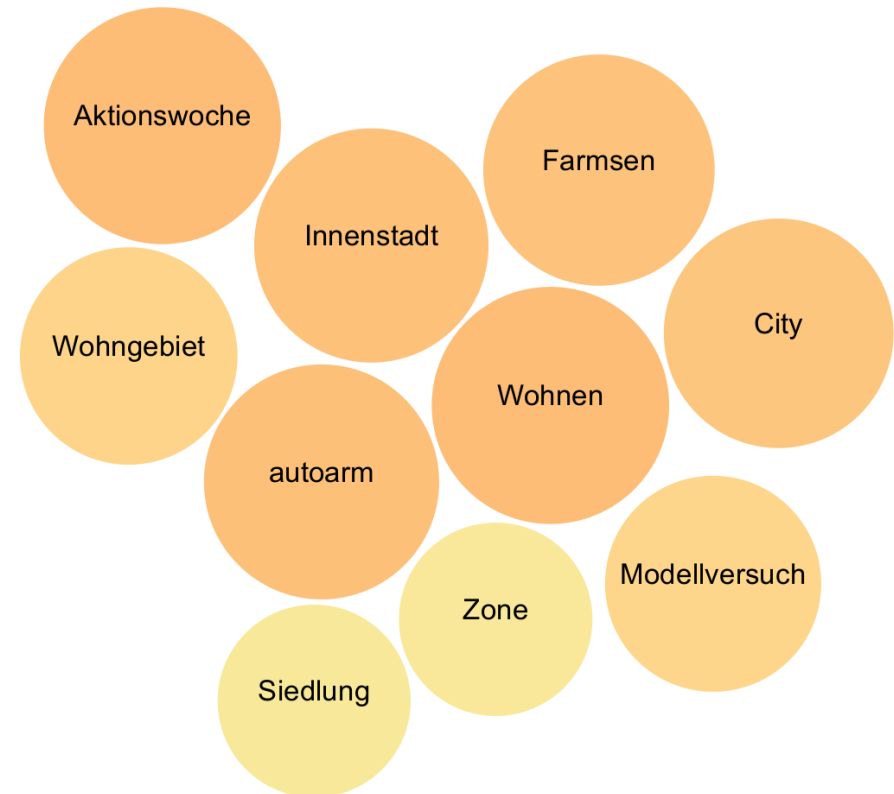 Aktionswoche
Farmsen
Innenstadt
City
Wohngebiet
Wohnen
autoarm
Modellversuch
Zone
Siedlung